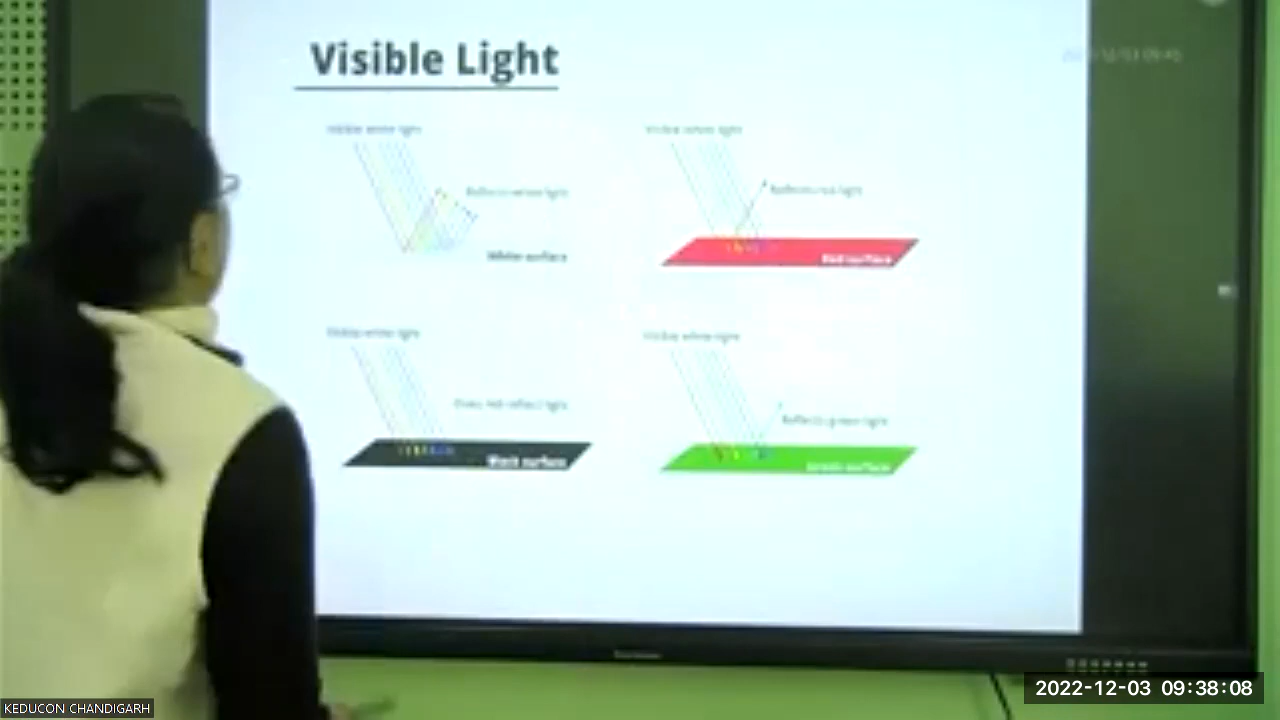 Visible Light
Visible white light
Visible white light
Reflects white light
Reflects red light
White surface
Red surface
Visible white light
Visible white light
Does not reflect light
Reflects green light
Black surface
Green surface
KEDUCON CHANDIGARH
2022-12-03 09:38:08